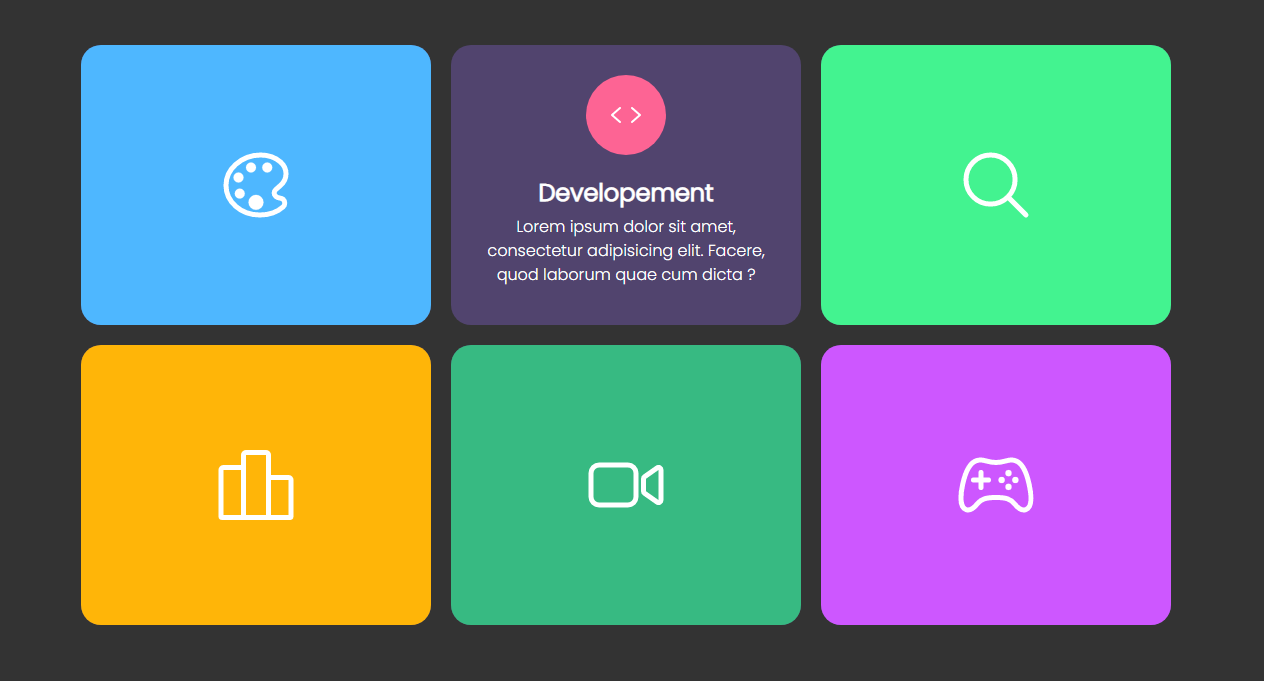 Developement
Lorem ipsum dolor sit amet,
consectetur adipisicing elit. Facere,
quod laborum quae cum dicta ?